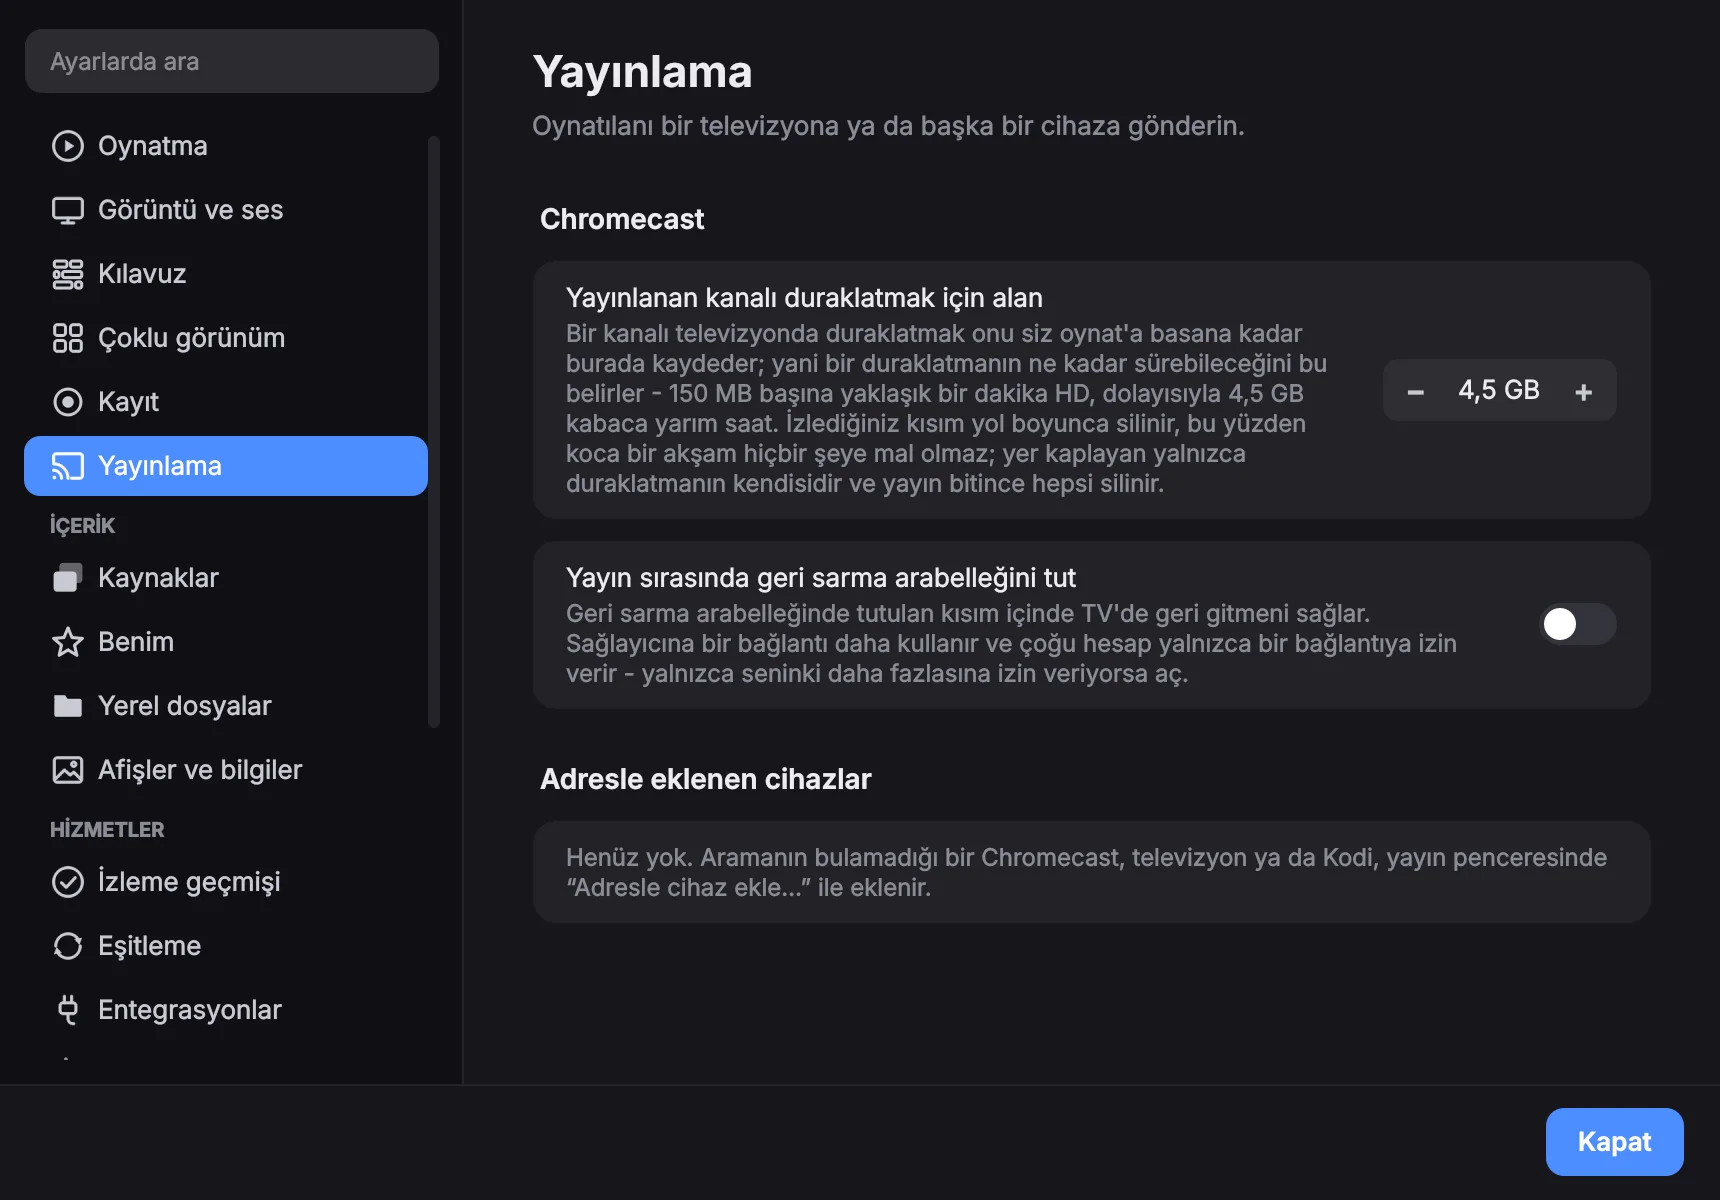 Ayarlarda ara
Oynatma
Görüntü ve ses
Kılavuz
Çoklu görünüm
Kayıt
Yayınlama
İÇERİK
Kaynaklar
Benim
Yerel dosyalar
Afişler ve bilgiler
HİZMETLER
İzleme geçmişi
Eşitleme
Entegrasyonlar
Yayınlama
Oynatılanı bir televizyona ya da başka bir cihaza gönderin.
Chromecast
Yayınlanan kanalı duraklatmak için alan
Bir kanalı televizyonda duraklatmak onu siz oynat'a basana kadar
burada kaydeder; yani bir duraklatmanın ne kadar sürebileceğini bu
belirler - 150 MB başına yaklaşık bir dakika HD, dolayısıyla 4,5 GB
kabaca yarım saat. İzlediğiniz kısım yol boyunca silinir, bu yüzden
koca bir akşam hiçbir şeye mal olmaz; yer kaplayan yalnızca
duraklatmanın kendisidir ve yayın bitince hepsi silinir.
− 4,5 GB +
Yayın sırasında geri sarma arabelleğini tut
Geri sarma arabelleğinde tutulan kısım içinde TV'de geri gitmeni sağlar.
Sağlayıcına bir bağlantı daha kullanır ve çoğu hesap yalnızca bir bağlantıya izin
verir - yalnızca seninki daha fazlasına izin veriyorsa aç.
Adresle eklenen cihazlar
Henüz yok. Aramanın bulamadığı bir Chromecast, televizyon ya da Kodi, yayın penceresinde
“Adresle cihaz ekle...” ile eklenir.
Kapat